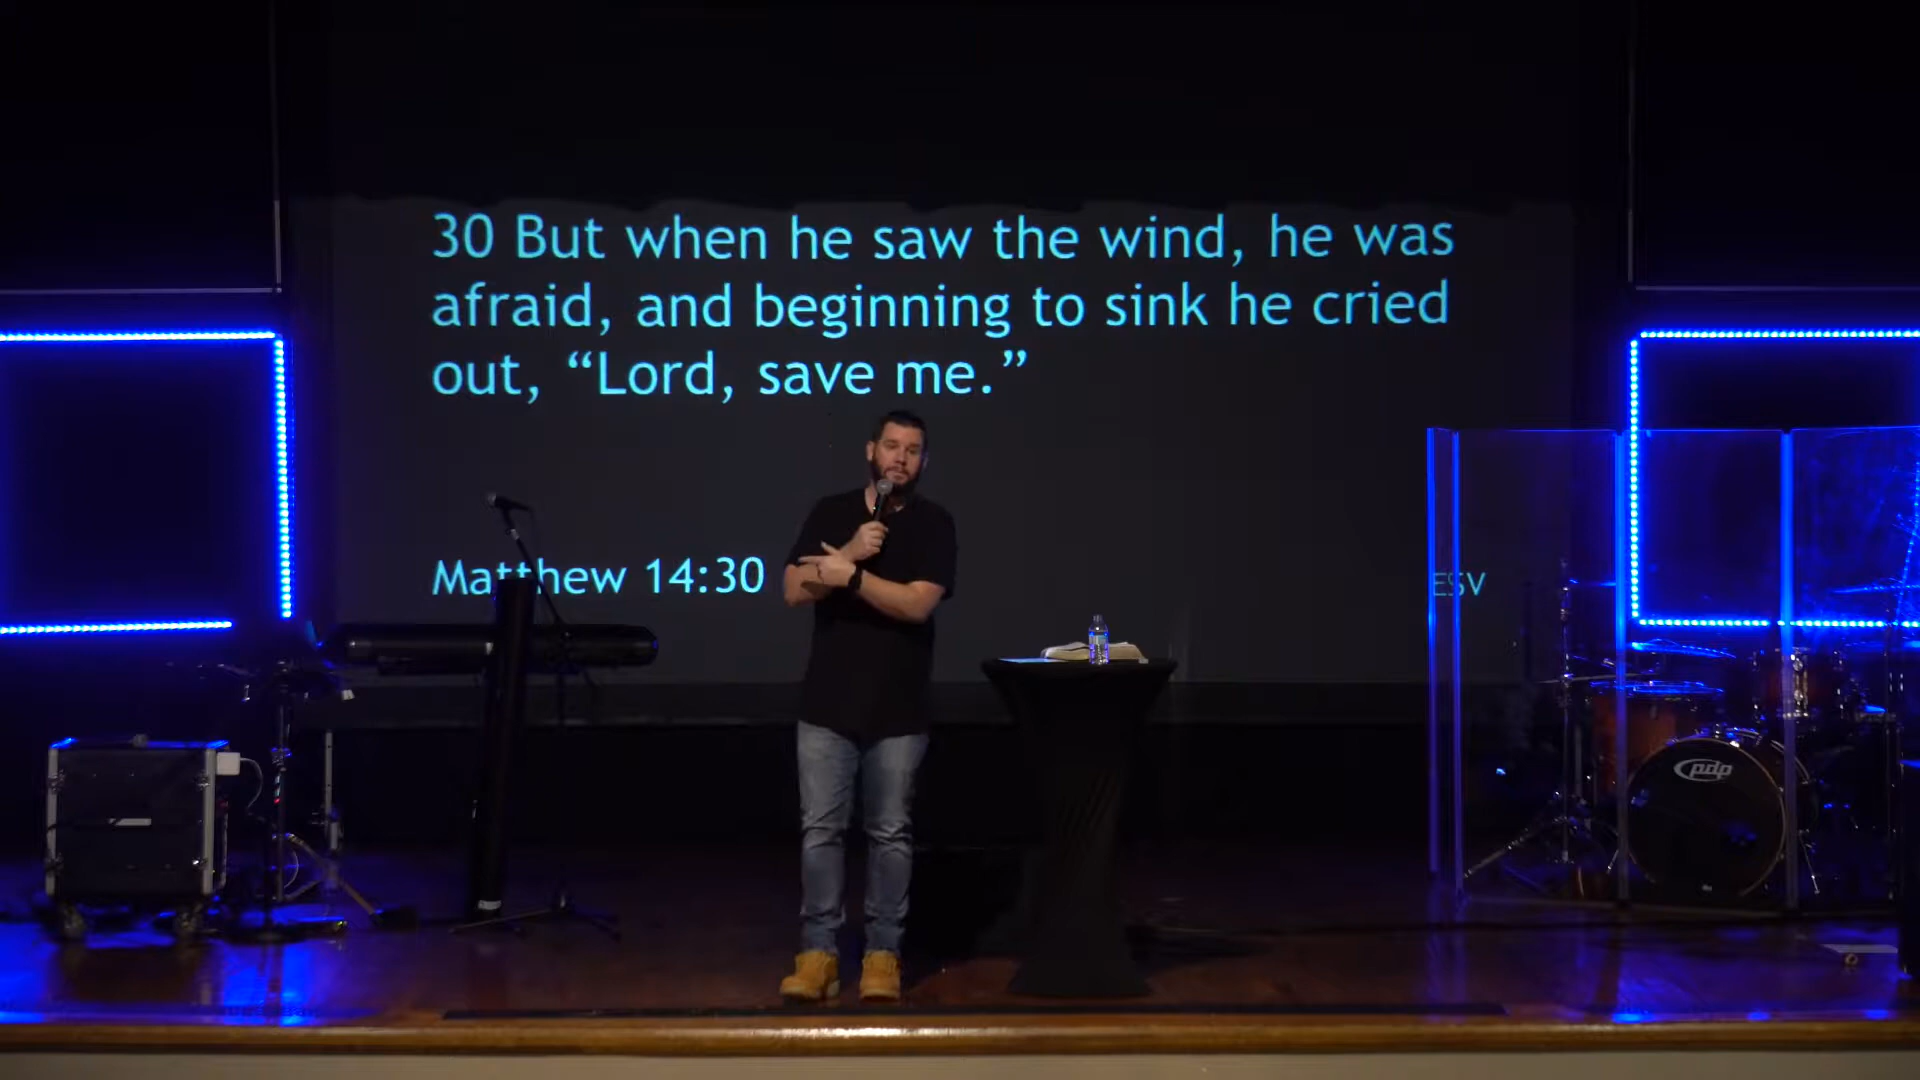 30 But when he saw the wind, he was
afraid, and beginning to sink he cried
out, “Lord, save me.”
Matthew 14:30
ESV
pdp